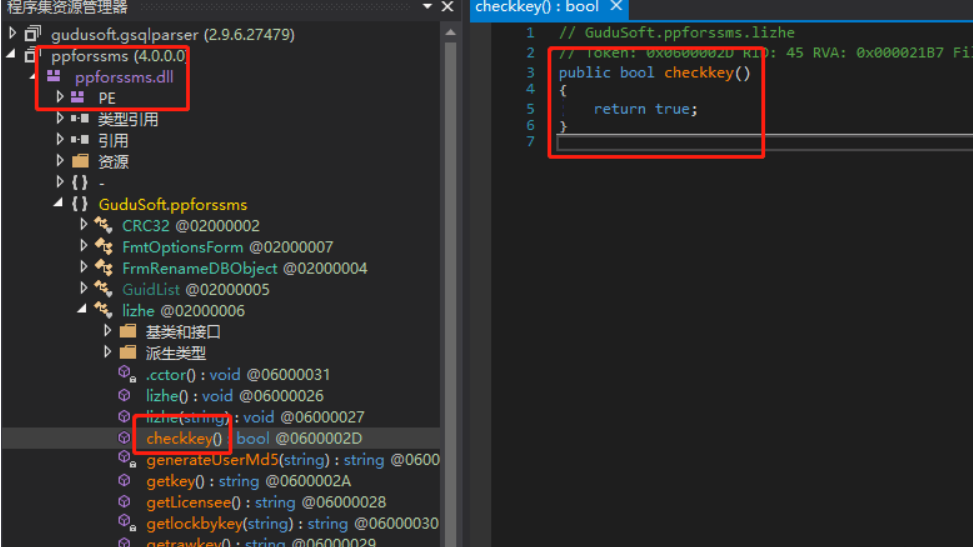 程序集资源管理器
gudusoft.gsqlparser (2.9.6.27479)
ppforssms (4.0.0.0)
ppforssms.dll
PE
类型引用
引用
资源
{ } -
{ } GuduSoft.ppforssms
CRC32 @02000002
FmtOptionsForm @02000007
FrmRenameDBObject @02000004
GuidList @02000005
lizhe @02000006
基类和接口
派生类型
.cctor() : void @06000031
lizhe() : void @06000026
lizhe(string) : void @06000027
checkkey() : bool @0600002D
generateUserMd5(string) : string @0600
getkey() : string @0600002A
getLicensee() : string @06000028
getlockbykey(string) : string @06000030
getrawkey() : string @06000029
checkkey() : bool
1 // GuduSoft.ppforssms.lizhe
2 // Token: 0x0600002D RID: 45 RVA: 0x000021B7 Fil
3 public bool checkkey()
4 {
5 return true;
6 }
7